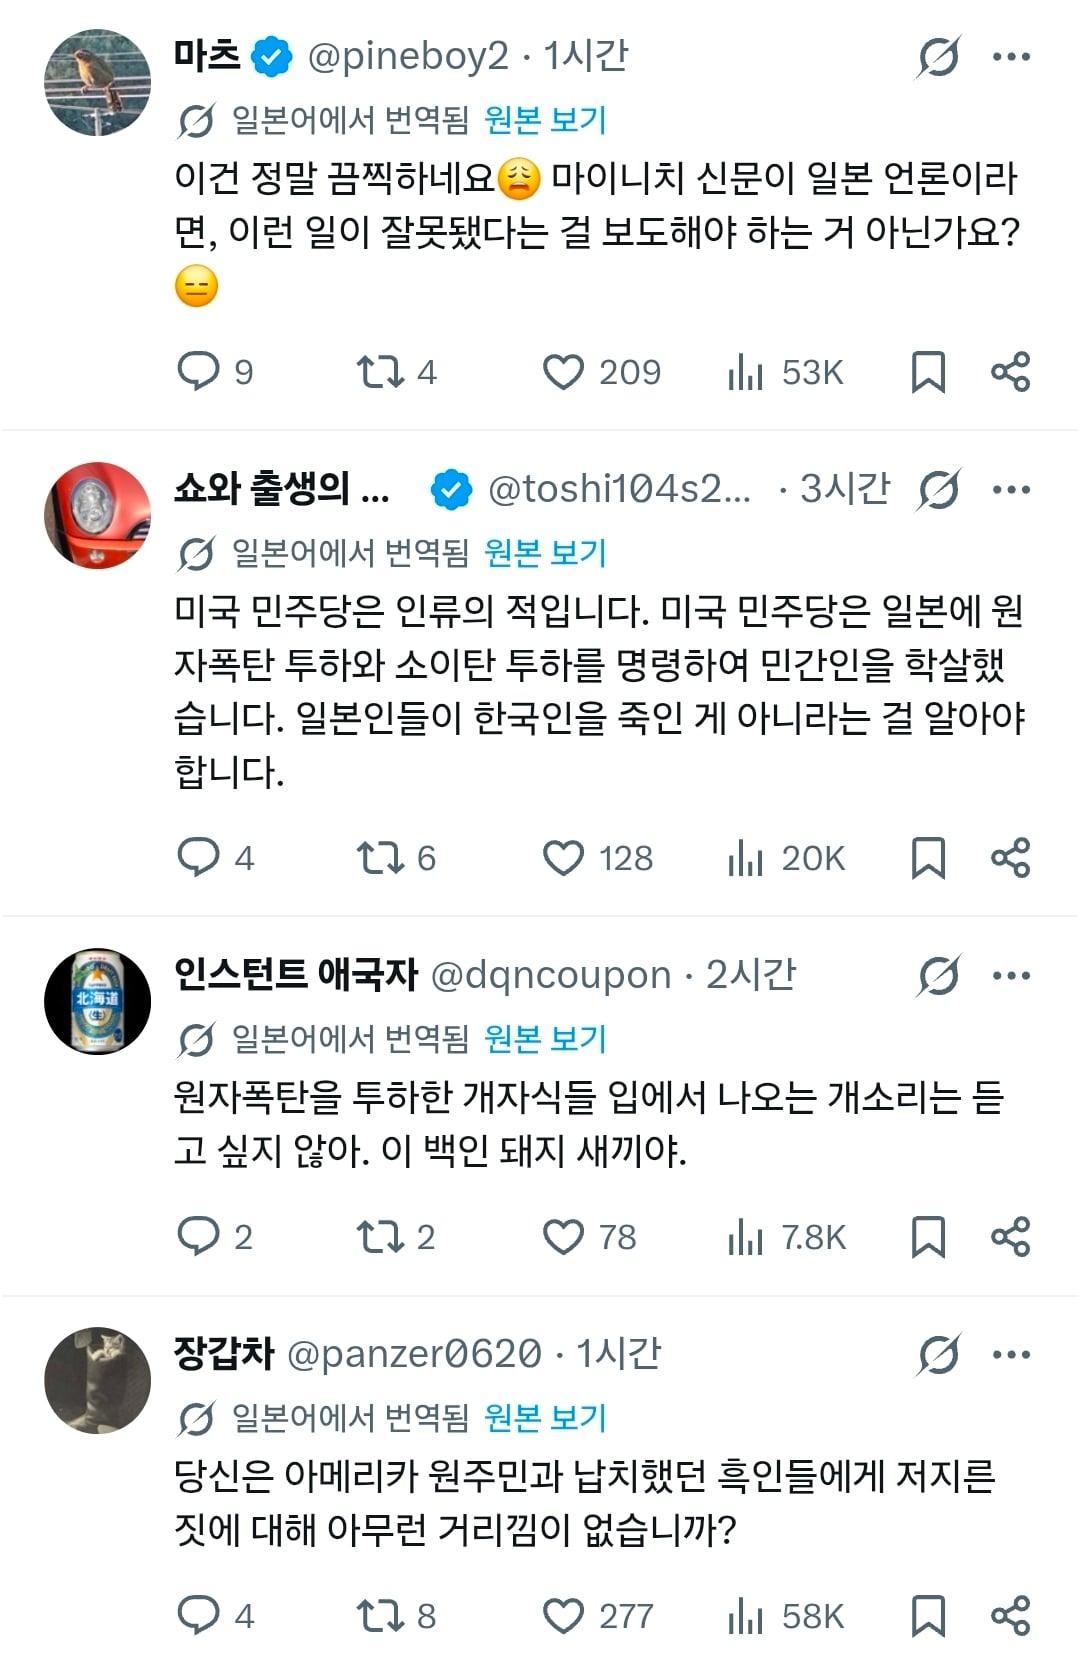 마츠 @pineboy2 · 1시간
일본어에서 번역됨 원본 보기
이건 정말 끔찍하네요😩 마이니치 신문이 일본 언론이라
면, 이런 일이 잘못됐다는 걸 보도해야 하는 거 아닌가요?
😑
9 4 209 53K
쇼와 출생의 ... @toshi104s2... · 3시간
일본어에서 번역됨 원본 보기
미국 민주당은 인류의 적입니다. 미국 민주당은 일본에 원
자폭탄 투하와 소이탄 투하를 명령하여 민간인을 학살했
습니다. 일본인들이 한국인을 죽인 게 아니라는 걸 알아야
합니다.
4 6 128 20K
北海道
生
인스턴트 애국자 @dqncoupon · 2시간
일본어에서 번역됨 원본 보기
원자폭탄을 투하한 개자식들 입에서 나오는 개소리는 듣
고 싶지 않아. 이 백인 돼지 새끼야.
2 2 78 7.8K
장갑차 @panzer0620 · 1시간
일본어에서 번역됨 원본 보기
당신은 아메리카 원주민과 납치했던 흑인들에게 저지른
짓에 대해 아무런 거리낌이 없습니까?
4 8 277 58K